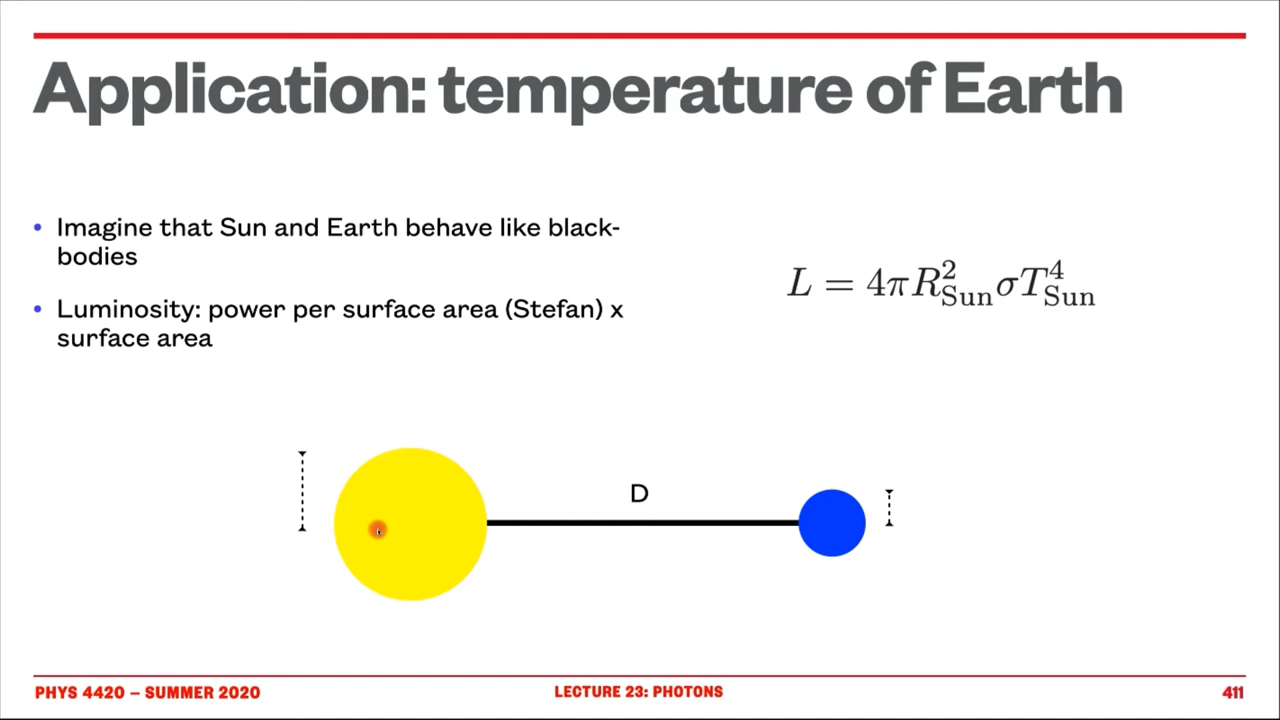 Application: temperature of Earth
• Imagine that Sun and Earth behave like black-
bodies
• Luminosity: power per surface area (Stefan) x
surface area
L = 4πR²_Sun σT⁴_Sun
D
PHYS 4420 – SUMMER 2020
LECTURE 23: PHOTONS
411